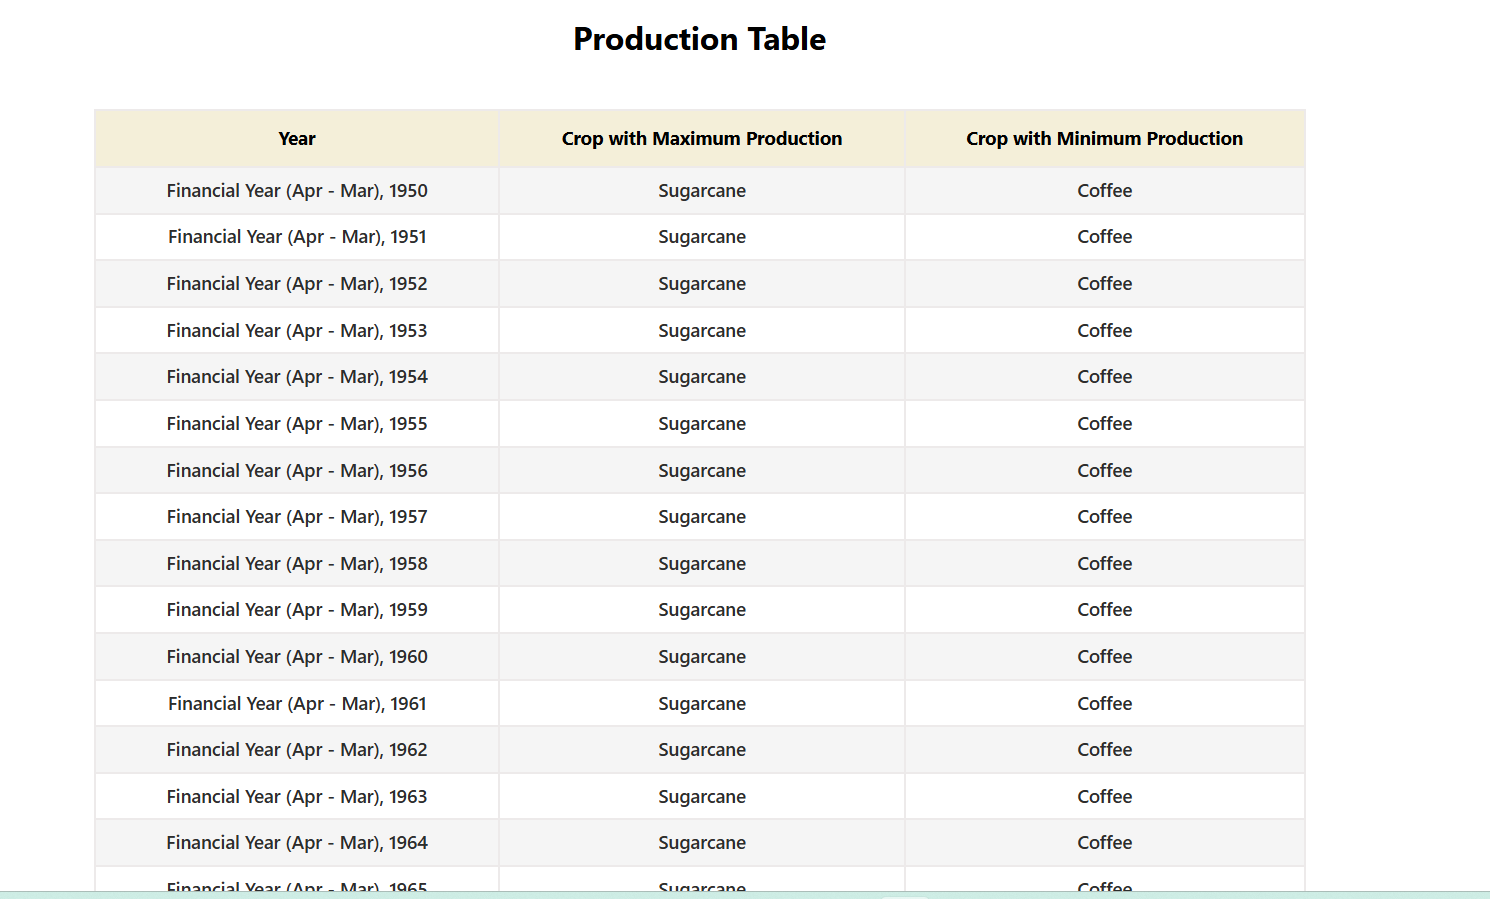 Production Table
Year Crop with Maximum Production Crop with Minimum Production
Financial Year (Apr - Mar), 1950 Sugarcane Coffee
Financial Year (Apr - Mar), 1951 Sugarcane Coffee
Financial Year (Apr - Mar), 1952 Sugarcane Coffee
Financial Year (Apr - Mar), 1953 Sugarcane Coffee
Financial Year (Apr - Mar), 1954 Sugarcane Coffee
Financial Year (Apr - Mar), 1955 Sugarcane Coffee
Financial Year (Apr - Mar), 1956 Sugarcane Coffee
Financial Year (Apr - Mar), 1957 Sugarcane Coffee
Financial Year (Apr - Mar), 1958 Sugarcane Coffee
Financial Year (Apr - Mar), 1959 Sugarcane Coffee
Financial Year (Apr - Mar), 1960 Sugarcane Coffee
Financial Year (Apr - Mar), 1961 Sugarcane Coffee
Financial Year (Apr - Mar), 1962 Sugarcane Coffee
Financial Year (Apr - Mar), 1963 Sugarcane Coffee
Financial Year (Apr - Mar), 1964 Sugarcane Coffee
Financial Year (Apr - Mar), 1965 Sugarcane Coffee